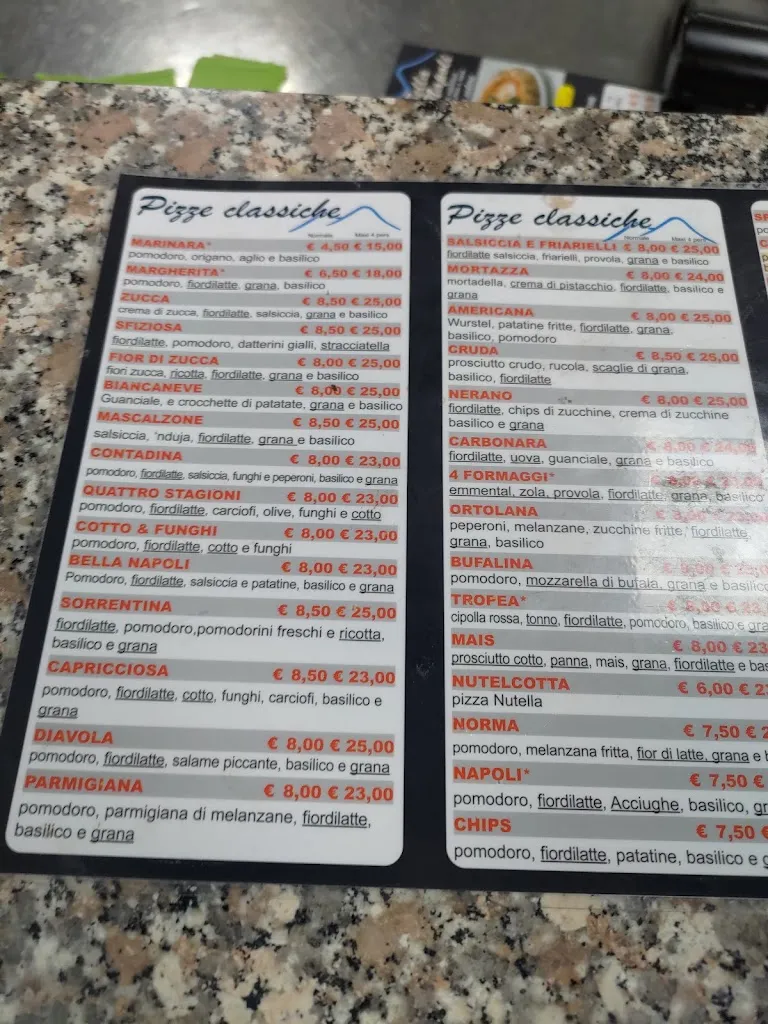 Pizze classiche
Normale Maxi 4 pers
MARINARA* € 4,50 € 15,00
pomodoro, origano, aglio e basilico
MARGHERITA* € 6,50 € 18,00
pomodoro, fiordilatte, grana, basilico
ZUCCA € 8,50 € 25,00
crema di zucca, fiordilatte, salsiccia, grana e basilico
SFIZIOSA € 8,50 € 25,00
fiordilatte, pomodoro, datterini gialli, stracciatella
FIOR DI ZUCCA € 8,00 € 25,00
fiori zucca, ricotta, fiordilatte, grana e basilico
BIANCANEVE € 8,00 € 25,00
Guanciale, e crocchette di patatate, grana e basilico
MASCALZONE € 8,50 € 25,00
salsiccia, 'nduja, fiordilatte, grana e basilico
CONTADINA € 8,00 € 23,00
pomodoro, fiordilatte, salsiccia, funghi e peperoni, basilico e grana
QUATTRO STAGIONI € 8,00 € 23,00
pomodoro, fiordilatte, carciofi, olive, funghi e cotto
COTTO & FUNGHI € 8,00 € 23,00
pomodoro, fiordilatte, cotto e funghi
BELLA NAPOLI € 8,00 € 23,00
Pomodoro, fiordilatte, salsiccia e patatine, basilico e grana
SORRENTINA € 8,50 € 25,00
fiordilatte, pomodoro,pomodorini freschi e ricotta,
basilico e grana
CAPRICCIOSA € 8,50 € 23,00
pomodoro, fiordilatte, cotto, funghi, carciofi, basilico e
grana
DIAVOLA € 8,00 € 25,00
pomodoro, fiordilatte, salame piccante, basilico e grana
PARMIGIANA € 8,00 € 23,00
pomodoro, parmigiana di melanzane, fiordilatte,
basilico e grana
Pizze classiche
Normale Maxi 4 pers
SALSICCIA E FRIARIELLI € 8,00 € 25,00
fiordilatte salsiccia, friarielli, provola, grana e basilico
MORTAZZA € 8,00 € 24,00
mortadella, crema di pistacchio, fiordilatte, basilico e
grana
AMERICANA € 8,00 € 25,00
Wurstel, patatine fritte, fiordilatte, grana,
basilico, pomodoro
CRUDA € 8,50 € 25,00
prosciutto crudo, rucola, scaglie di grana,
basilico, fiordilatte
NERANO € 8,00 € 25,00
fiordilatte, chips di zucchine, crema di zucchine
basilico e grana
CARBONARA € 8,00 € 24,00
fiordilatte, uova, guanciale, grana e basilico
4 FORMAGGI*
emmental, zola, provola, fiordilatte, grana, basilico
ORTOLANA
peperoni, melanzane, zucchine fritte, fiordilatte,
grana, basilico
BUFALINA
pomodoro, mozzarella di bufala, grana e basilico
TROPEA*
cipolla rossa, tonno, fiordilatte, pomodoro, basilico e
MAIS € 8,00
prosciutto cotto, panna, mais, grana, fiordilatte e
NUTELCOTTA € 6,00 €
pizza Nutella
NORMA € 7,50 €
pomodoro, melanzana fritta, fior di latte, grana e
NAPOLI* € 7,50 €
pomodoro, fiordilatte, Acciughe, basilico,
CHIPS € 7,50 €
pomodoro, fiordilatte, patatine, basilico e